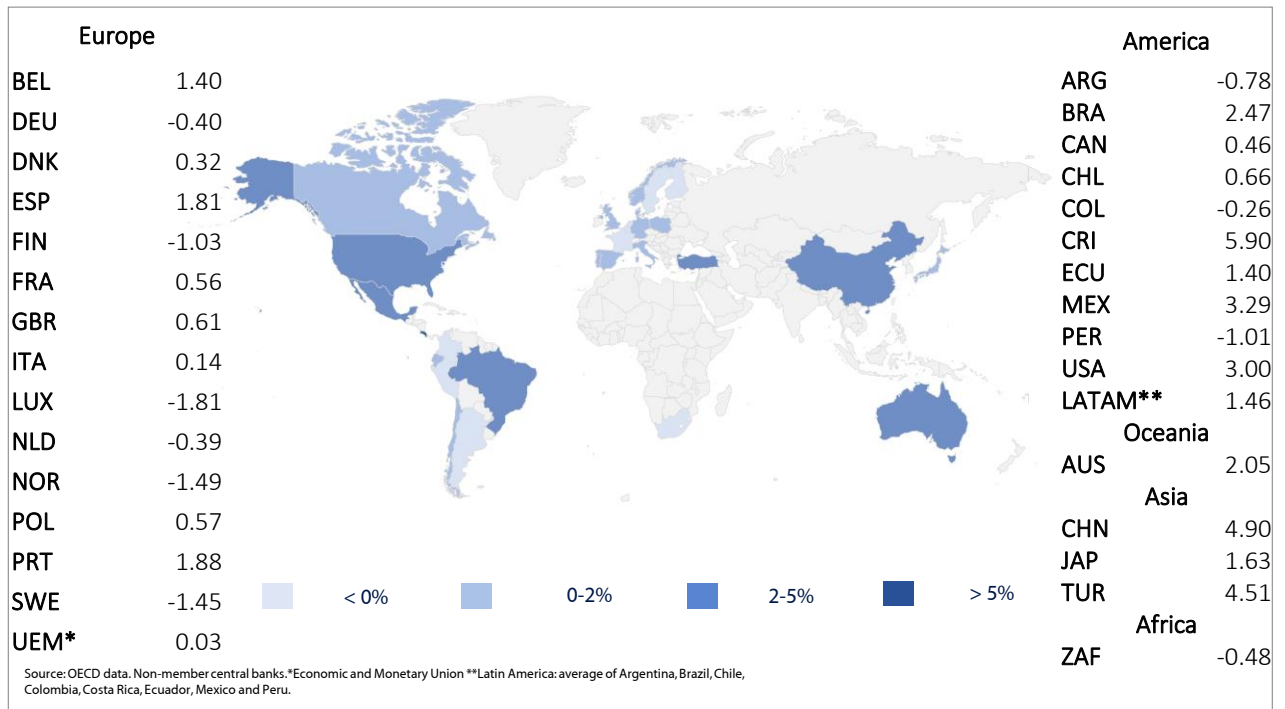 Europe
BEL 1.40
DEU -0.40
DNK 0.32
ESP 1.81
FIN -1.03
FRA 0.56
GBR 0.61
ITA 0.14
LUX -1.81
NLD -0.39
NOR -1.49
POL 0.57
PRT 1.88
SWE -1.45
UEM* 0.03
< 0%
0-2%
2-5%
> 5%
America
ARG -0.78
BRA 2.47
CAN 0.46
CHL 0.66
COL -0.26
CRI 5.90
ECU 1.40
MEX 3.29
PER -1.01
USA 3.00
LATAM** 1.46
Oceania
AUS 2.05
Asia
CHN 4.90
JAP 1.63
TUR 4.51
Africa
ZAF -0.48
Source: OECD data. Non-member central banks.*Economic and Monetary Union **Latin America: average of Argentina, Brazil, Chile,
Colombia, Costa Rica, Ecuador, Mexico and Peru.